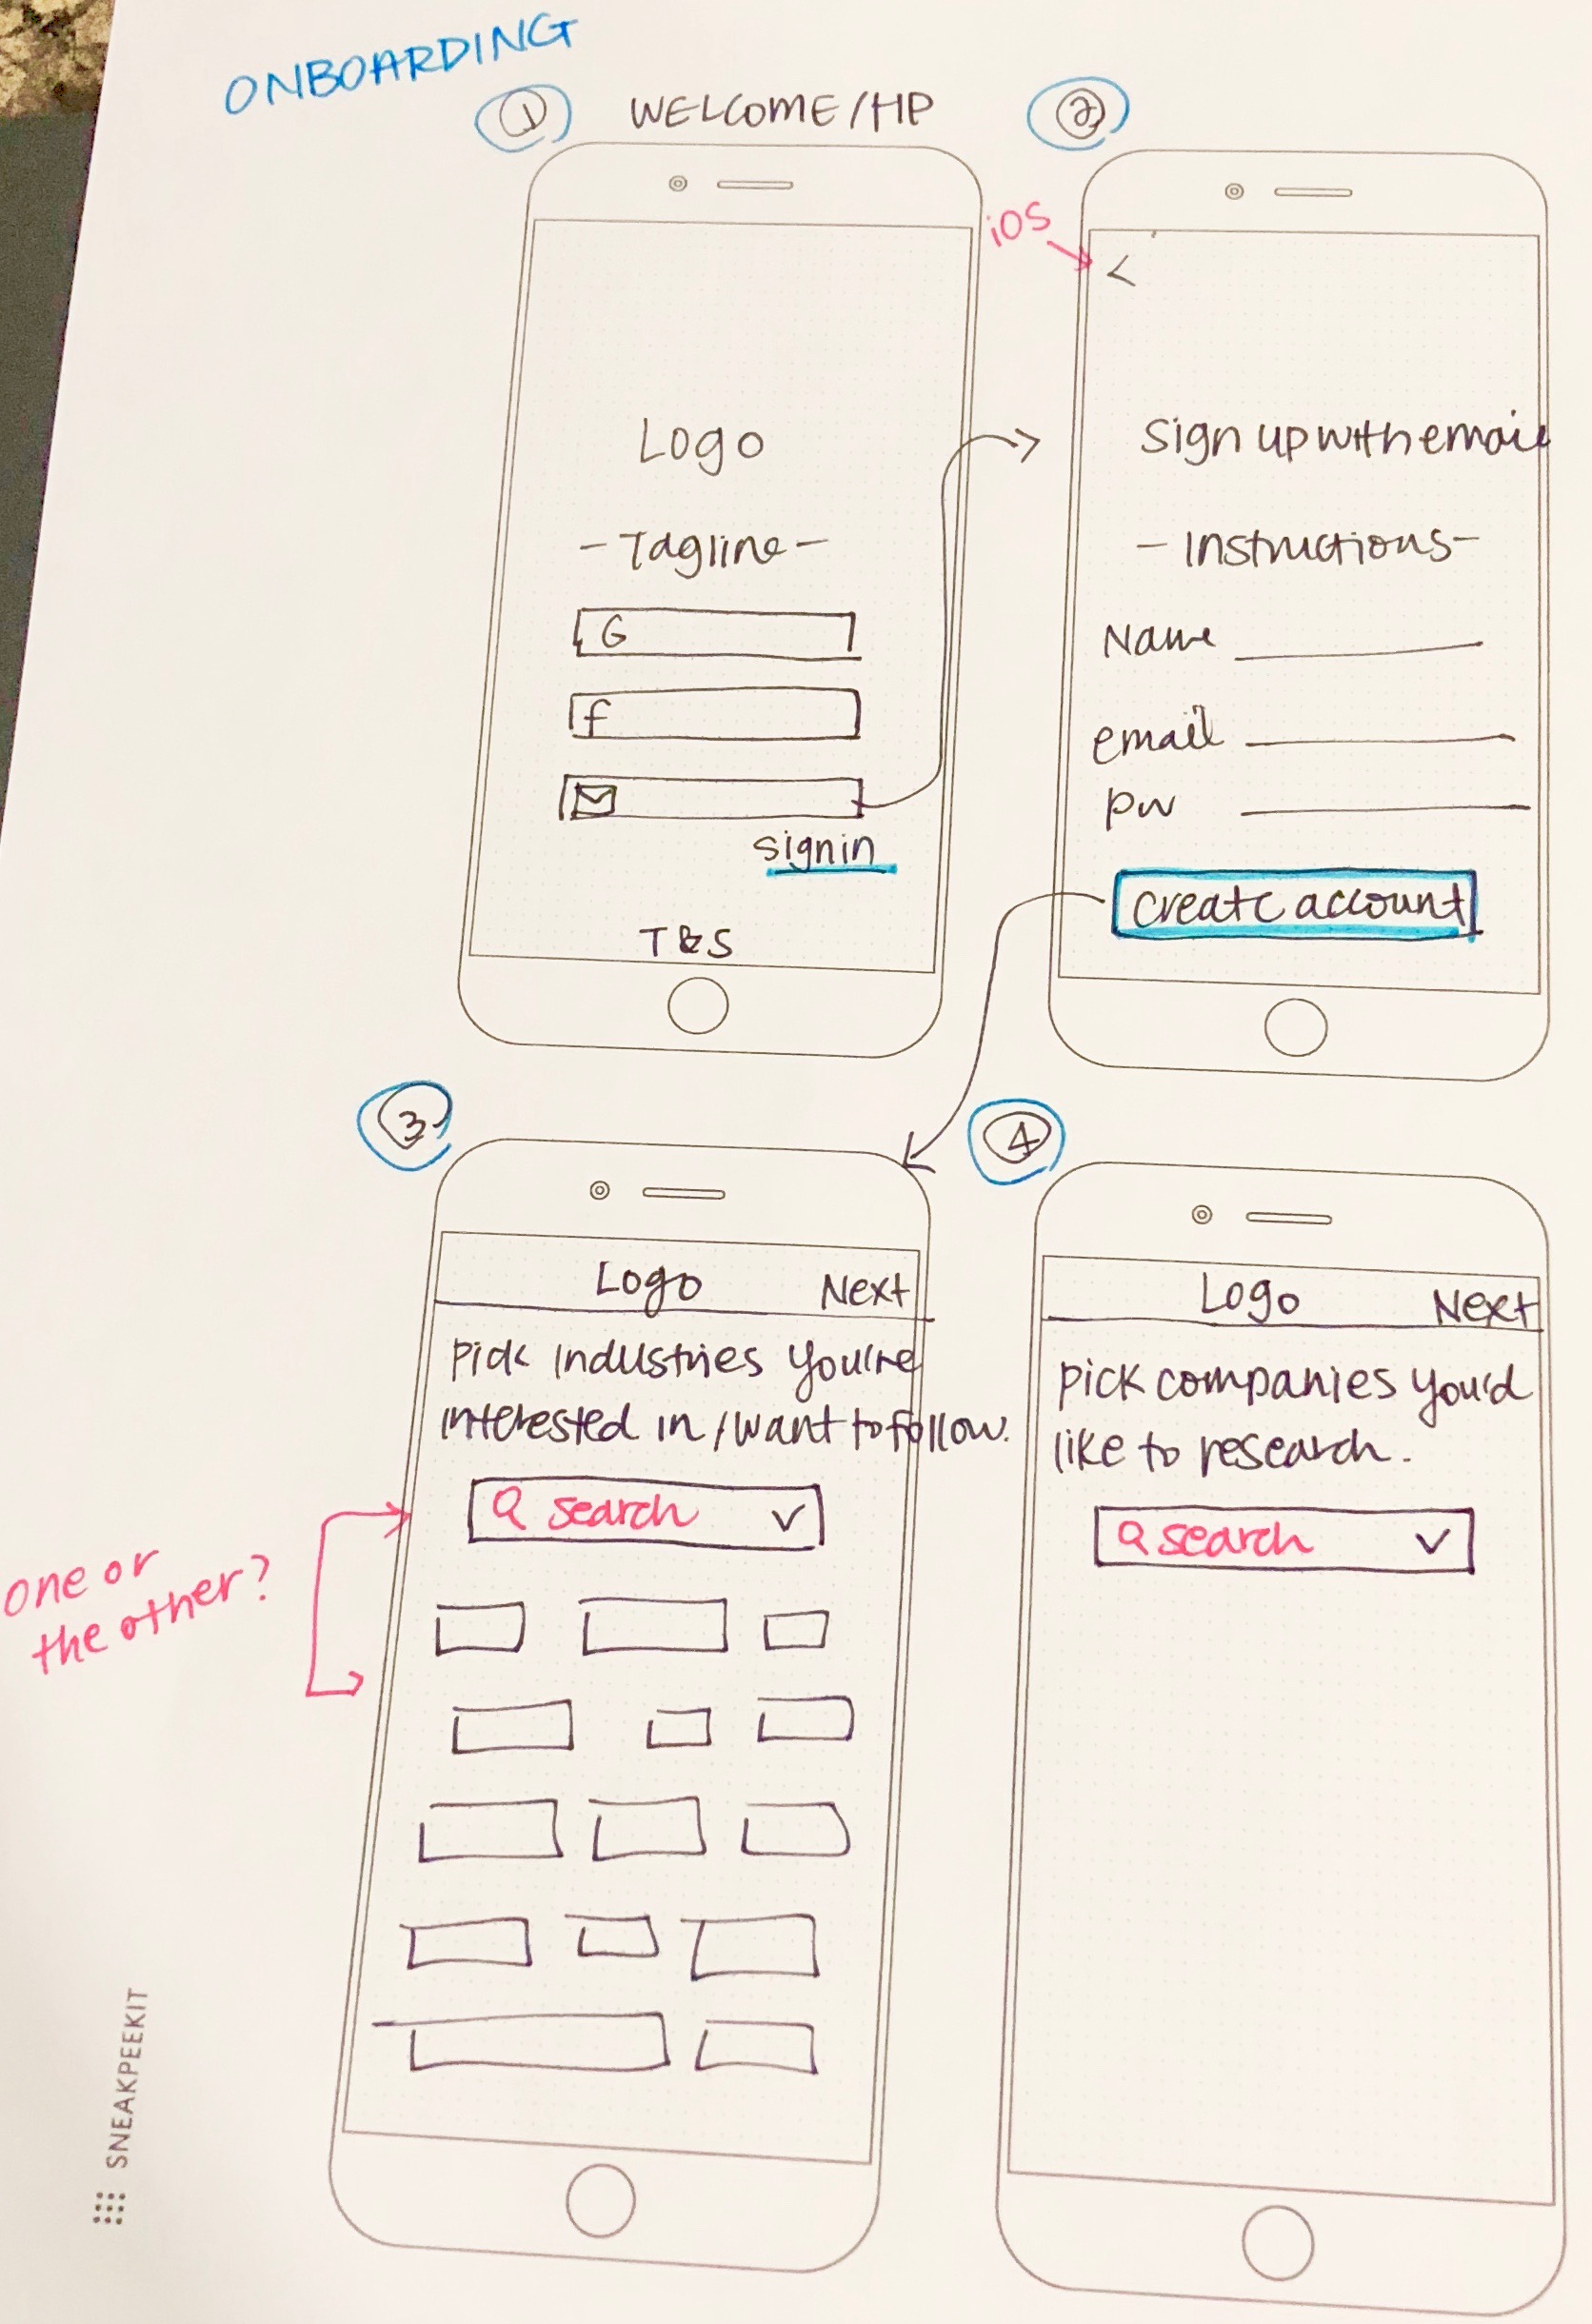 ONBOARDING
1
WELCOME/HP
Logo
- Tagline -
G
f
signin
T&S
2
iOS
<
Sign up with email
- Instructions -
Name
email
pw
create account
3
Logo
Next
Pick industries you're
interested in / want to follow.
search
one or
the other?
4
Logo
Next
pick companies you'd
like to research.
search
SNEAKPEEKIT